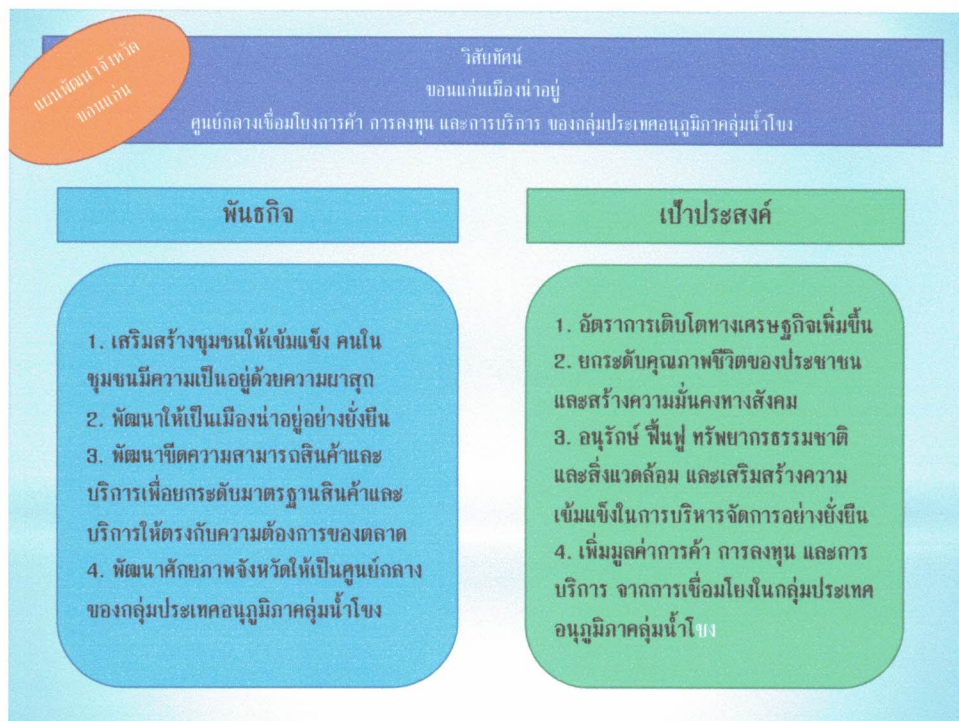 แผนพัฒนาจังหวัด
ขอนแก่น
วิสัยทัศน์
ขอนแก่นเมืองน่าอยู่
ศูนย์กลางเชื่อมโยงการค้า การลงทุน และการบริการ ของกลุ่มประเทศอนุภูมิภาคลุ่มน้ำโขง
พันธกิจ
1. เสริมสร้างชุมชนให้เข้มแข็ง คนใน
ชุมชนมีความเป็นอยู่ด้วยความผาสุก
2. พัฒนาให้เป็นเมืองน่าอยู่อย่างยั่งยืน
3. พัฒนาขีดความสามารถสินค้าและ
บริการเพื่อยกระดับมาตรฐานสินค้าและ
บริการให้ตรงกับความต้องการของตลาด
4. พัฒนาศักยภาพจังหวัดให้เป็นศูนย์กลาง
ของกลุ่มประเทศอนุภูมิภาคลุ่มน้ำโขง
เป้าประสงค์
1. อัตราการเติบโตทางเศรษฐกิจเพิ่มขึ้น
2. ยกระดับคุณภาพชีวิตของประชาชน
และสร้างความมั่นคงทางสังคม
3. อนุรักษ์ ฟื้นฟู ทรัพยากรธรรมชาติ
และสิ่งแวดล้อม และเสริมสร้างความ
เข้มแข็งในการบริหารจัดการอย่างยั่งยืน
4. เพิ่มมูลค่าการค้า การลงทุน และการ
บริการ จากการเชื่อมโยงในกลุ่มประเทศ
อนุภูมิภาคลุ่มน้ำโขง